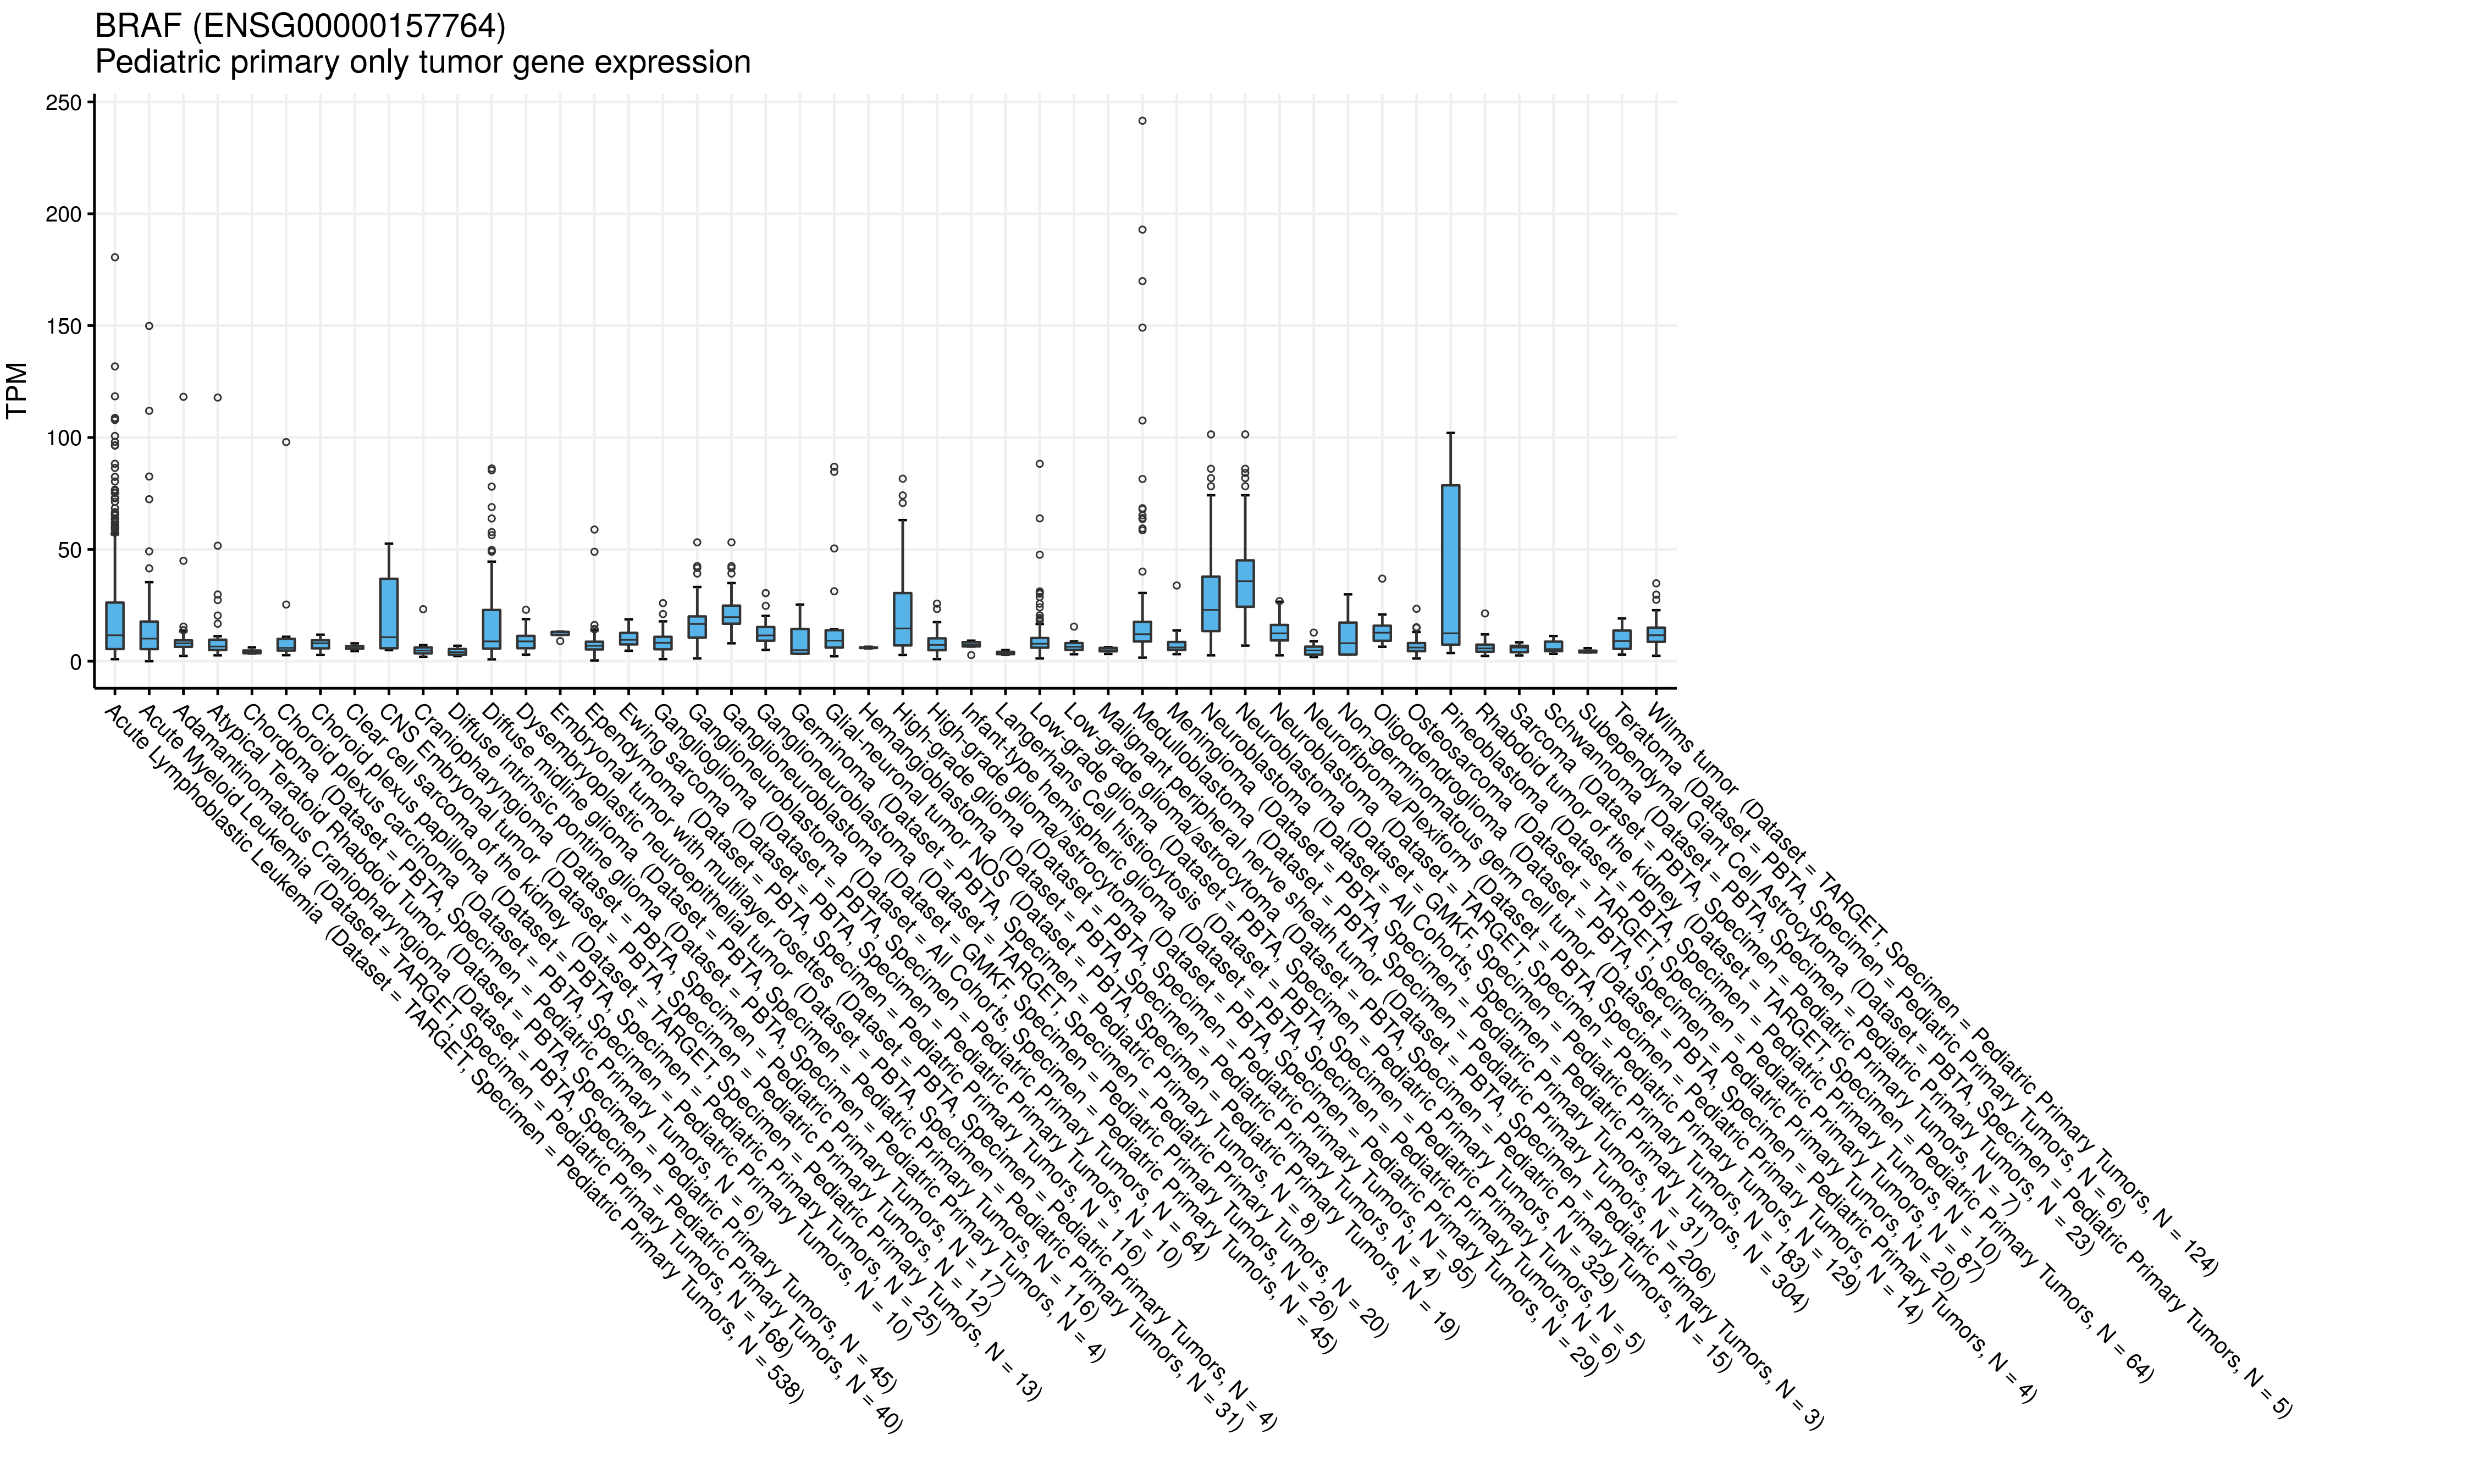 BRAF (ENSG00000157764)
Pediatric primary only tumor gene expression
TPM
250
200
150
100
50
0
Acute Lymphoblastic Leukemia (Dataset = TARGET, Specimen = Pediatric Primary Tumors, N = 538)
Acute Myeloid Leukemia (Dataset = TARGET, Specimen = Pediatric Primary Tumors, N = 168)
Adamantinomatous Craniopharyngioma (Dataset = PBTA, Specimen = Pediatric Primary Tumors, N = 40)
Atypical Teratoid Rhabdoid Tumor (Dataset = PBTA, Specimen = Pediatric Primary Tumors, N = 45)
Chordoma (Dataset = PBTA, Specimen = Pediatric Primary Tumors, N = 6)
Choroid plexus carcinoma (Dataset = PBTA, Specimen = Pediatric Primary Tumors, N = 10)
Choroid plexus papilloma (Dataset = PBTA, Specimen = Pediatric Primary Tumors, N = 25)
Clear cell sarcoma of the kidney (Dataset = TARGET, Specimen = Pediatric Primary Tumors, N = 13)
CNS Embryonal tumor (Dataset = PBTA, Specimen = Pediatric Primary Tumors, N = 12)
Craniopharyngioma (Dataset = PBTA, Specimen = Pediatric Primary Tumors, N = 17)
Diffuse intrinsic pontine glioma (Dataset = PBTA, Specimen = Pediatric Primary Tumors, N = 4)
Diffuse midline glioma (Dataset = PBTA, Specimen = Pediatric Primary Tumors, N = 116)
Dysembryoplastic neuroepithelial tumor (Dataset = PBTA, Specimen = Pediatric Primary Tumors, N = 31)
Embryonal tumor with multilayer rosettes (Dataset = PBTA, Specimen = Pediatric Primary Tumors, N = 4)
Ependymoma (Dataset = PBTA, Specimen = Pediatric Primary Tumors, N = 116)
Ewing sarcoma (Dataset = PBTA, Specimen = Pediatric Primary Tumors, N = 10)
Ganglioglioma (Dataset = PBTA, Specimen = Pediatric Primary Tumors, N = 64)
Ganglioneuroblastoma (Dataset = All Cohorts, Specimen = Pediatric Primary Tumors, N = 45)
Ganglioneuroblastoma (Dataset = GMKF, Specimen = Pediatric Primary Tumors, N = 26)
Ganglioneuroblastoma (Dataset = TARGET, Specimen = Pediatric Primary Tumors, N = 20)
Germinoma (Dataset = PBTA, Specimen = Pediatric Primary Tumors, N = 8)
Glial-neuronal tumor NOS (Dataset = PBTA, Specimen = Pediatric Primary Tumors, N = 19)
Hemangioblastoma (Dataset = PBTA, Specimen = Pediatric Primary Tumors, N = 4)
High-grade glioma (Dataset = PBTA, Specimen = Pediatric Primary Tumors, N = 95)
High-grade glioma/astrocytoma (Dataset = PBTA, Specimen = Pediatric Primary Tumors, N = 29)
Infant-type hemispheric glioma (Dataset = PBTA, Specimen = Pediatric Primary Tumors, N = 6)
Langerhans Cell histiocytosis (Dataset = PBTA, Specimen = Pediatric Primary Tumors, N = 5)
Low-grade glioma (Dataset = PBTA, Specimen = Pediatric Primary Tumors, N = 329)
Low-grade glioma/astrocytoma (Dataset = PBTA, Specimen = Pediatric Primary Tumors, N = 15)
Malignant peripheral nerve sheath tumor (Dataset = PBTA, Specimen = Pediatric Primary Tumors, N = 3)
Medulloblastoma (Dataset = PBTA, Specimen = Pediatric Primary Tumors, N = 206)
Meningioma (Dataset = PBTA, Specimen = Pediatric Primary Tumors, N = 31)
Neuroblastoma (Dataset = All Cohorts, Specimen = Pediatric Primary Tumors, N = 304)
Neuroblastoma (Dataset = GMKF, Specimen = Pediatric Primary Tumors, N = 183)
Neuroblastoma (Dataset = TARGET, Specimen = Pediatric Primary Tumors, N = 129)
Neurofibroma/Plexiform (Dataset = PBTA, Specimen = Pediatric Primary Tumors, N = 14)
Non-germinomatous germ cell tumor (Dataset = PBTA, Specimen = Pediatric Primary Tumors, N = 4)
Oligodendroglioma (Dataset = PBTA, Specimen = Pediatric Primary Tumors, N = 20)
Osteosarcoma (Dataset = TARGET, Specimen = Pediatric Primary Tumors, N = 87)
Pineoblastoma (Dataset = PBTA, Specimen = Pediatric Primary Tumors, N = 10)
Rhabdoid tumor of the kidney (Dataset = TARGET, Specimen = Pediatric Primary Tumors, N = 64)
Sarcoma (Dataset = PBTA, Specimen = Pediatric Primary Tumors, N = 7)
Schwannoma (Dataset = PBTA, Specimen = Pediatric Primary Tumors, N = 23)
Subependymal Giant Cell Astrocytoma (Dataset = PBTA, Specimen = Pediatric Primary Tumors, N = 5)
Teratoma (Dataset = PBTA, Specimen = Pediatric Primary Tumors, N = 6)
Wilms tumor (Dataset = TARGET, Specimen = Pediatric Primary Tumors, N = 124)